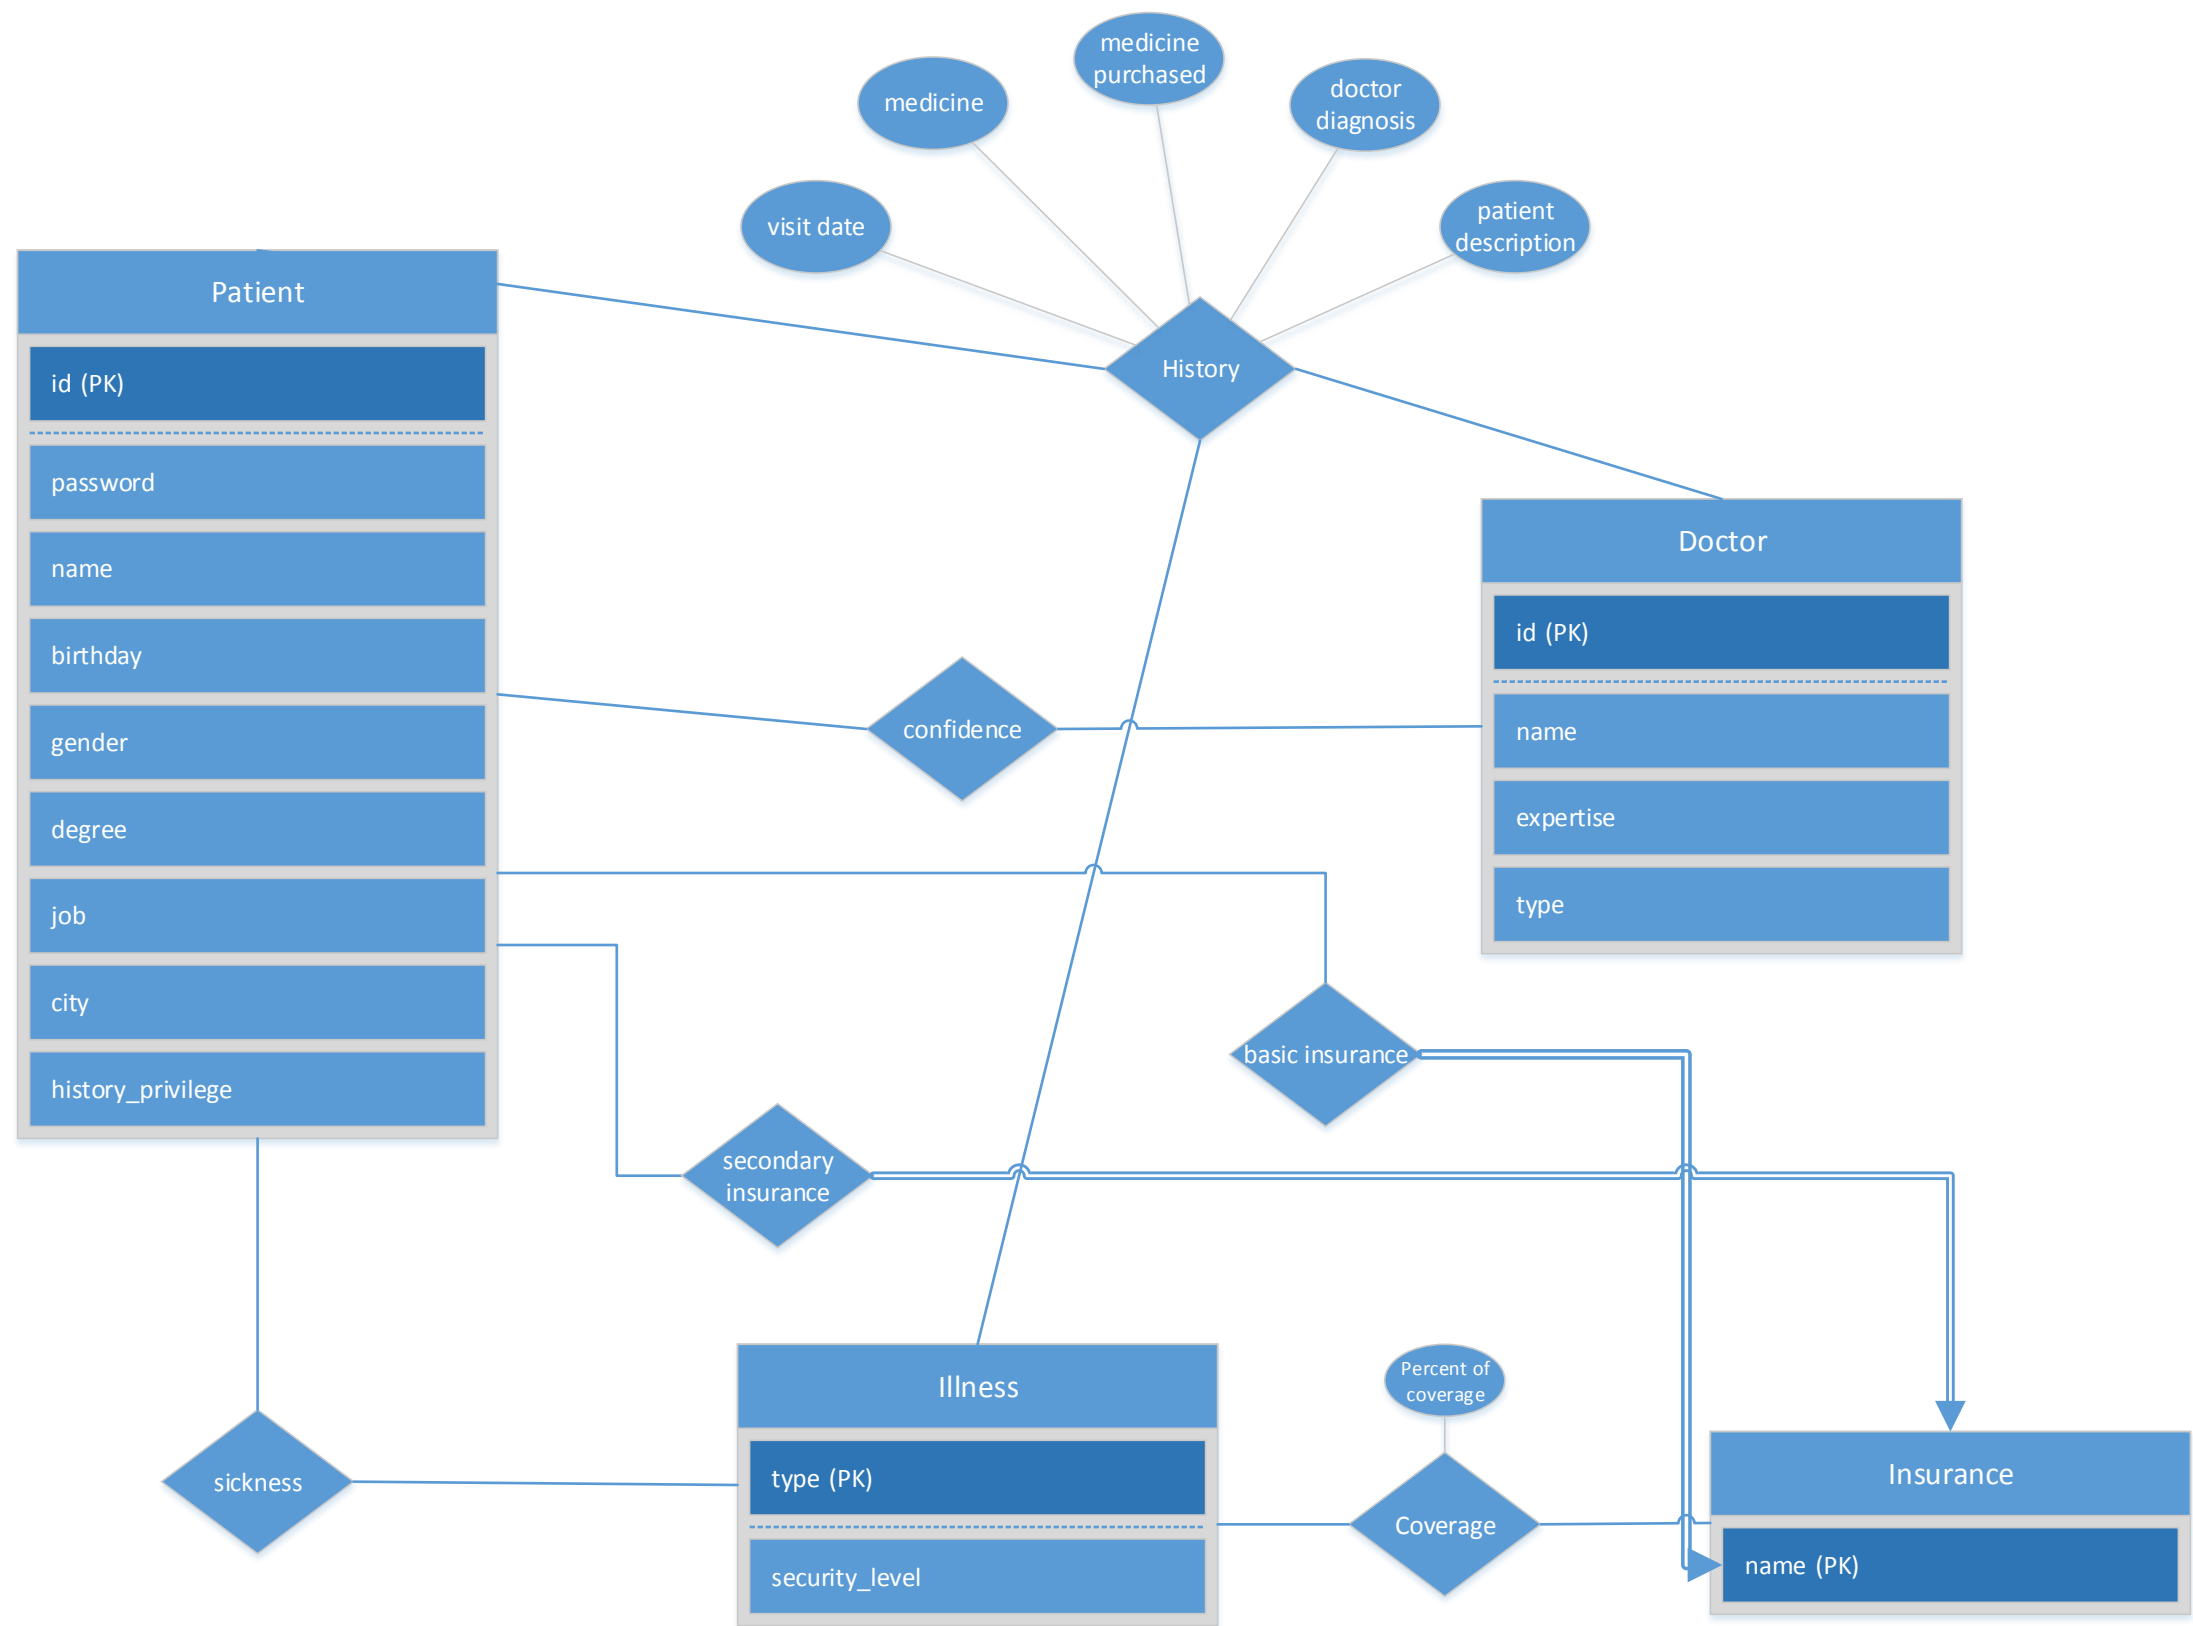 medicine
purchased
medicine
doctor
diagnosis
visit date
patient
description
Patient
id (PK)
password
name
birthday
gender
degree
job
city
history_privilege
History
Doctor
id (PK)
name
expertise
type
confidence
basic insurance
secondary
insurance
sickness
Illness
type (PK)
security_level
Percent of
coverage
Coverage
Insurance
name (PK)